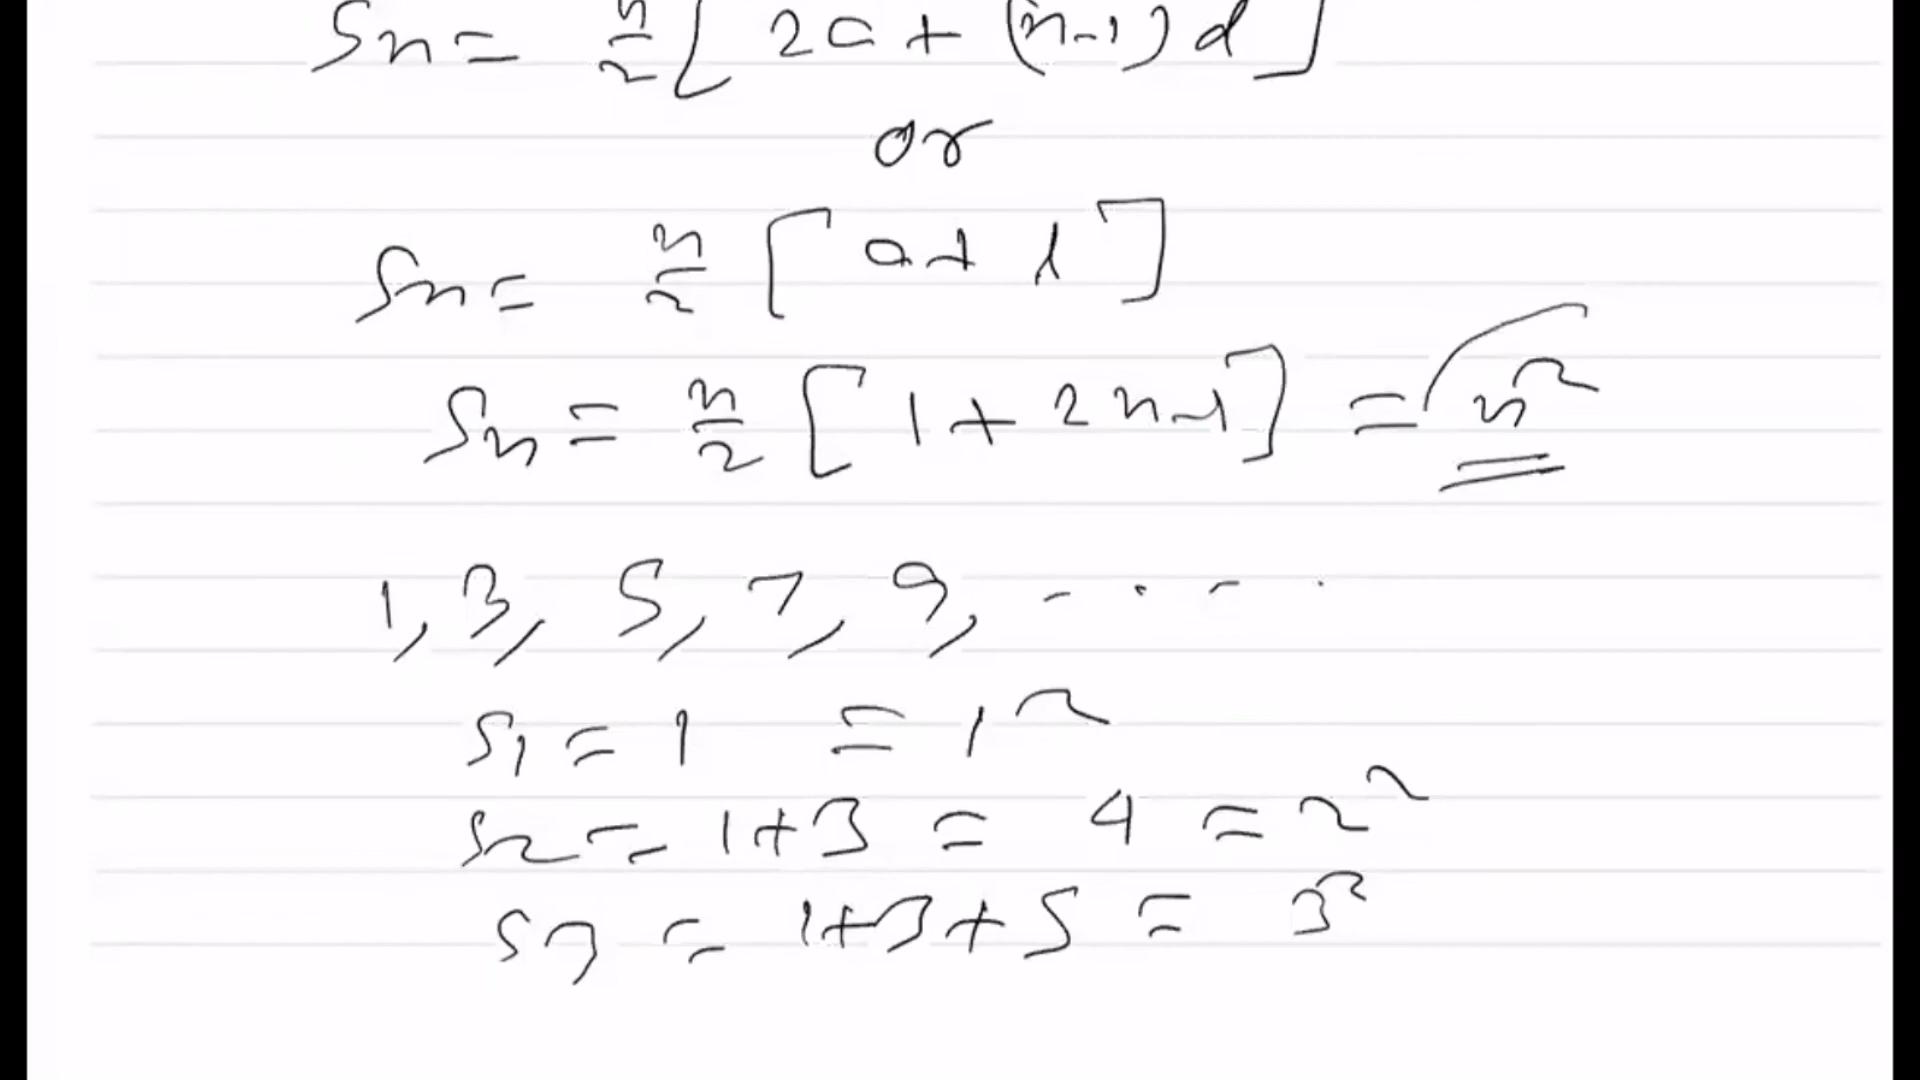 Sn = n/2 [ 2a + (n-1) d ]
or
Sn = n/2 [ a + l ]
Sn = n/2 [ 1 + 2n-1 ] = n²
1, 3, 5, 7, 9, - . - .
S1 = 1 = 1²
S2 = 1+3 = 4 = 2²
S3 = 1+3+5 = 3²